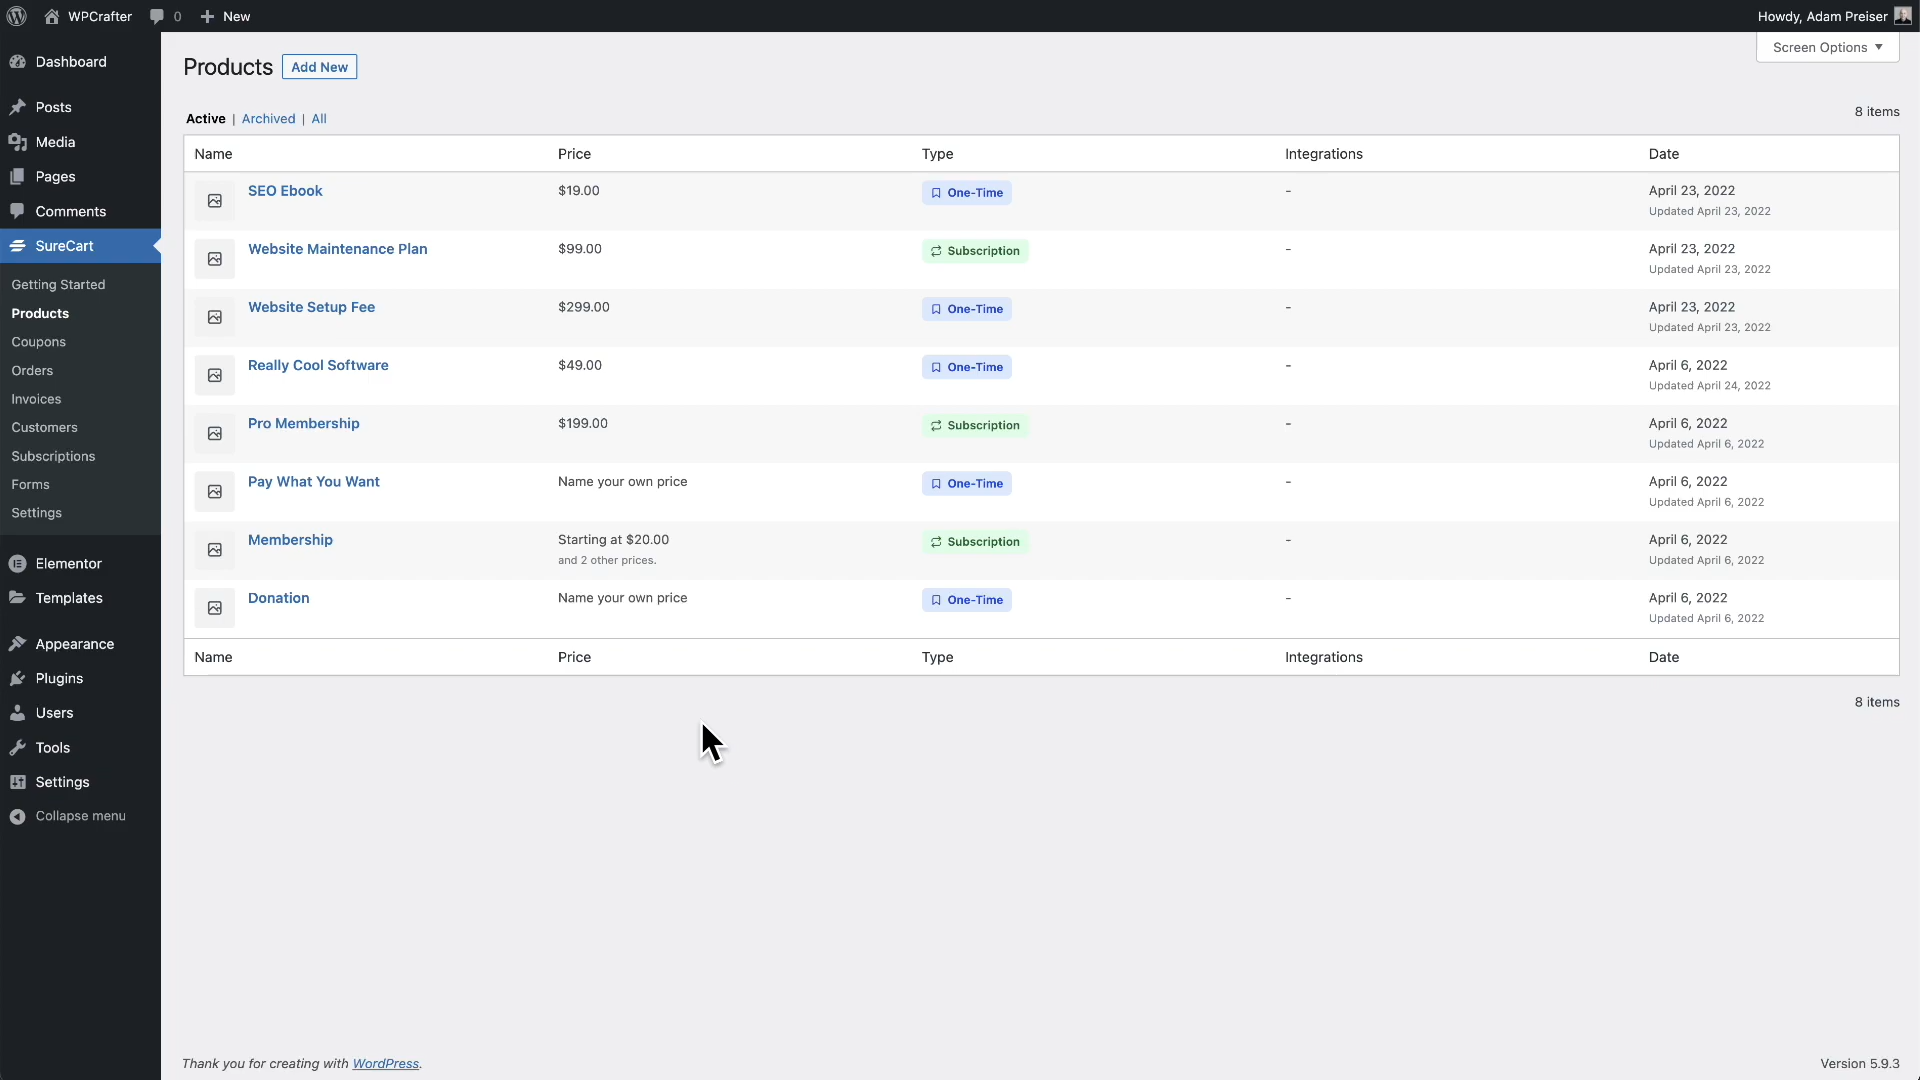 WPCrafter 0 New Howdy, Adam Preiser
Screen Options
Dashboard
Posts
Media
Pages
Comments
SureCart
Getting Started
Products
Coupons
Orders
Invoices
Customers
Subscriptions
Forms
Settings
Elementor
Templates
Appearance
Plugins
Users
Tools
Settings
Collapse menu
Products Add New
Active | Archived | All 8 items
Name Price Type Integrations Date
SEO Ebook $19.00 One-Time - April 23, 2022
Updated April 23, 2022
Website Maintenance Plan $99.00 Subscription - April 23, 2022
Updated April 23, 2022
Website Setup Fee $299.00 One-Time - April 23, 2022
Updated April 23, 2022
Really Cool Software $49.00 One-Time - April 6, 2022
Updated April 24, 2022
Pro Membership $199.00 Subscription - April 6, 2022
Updated April 6, 2022
Pay What You Want Name your own price One-Time - April 6, 2022
Updated April 6, 2022
Membership Starting at $20.00 Subscription - April 6, 2022
and 2 other prices. Updated April 6, 2022
Donation Name your own price One-Time - April 6, 2022
Updated April 6, 2022
Name Price Type Integrations Date
8 items
Thank you for creating with WordPress. Version 5.9.3